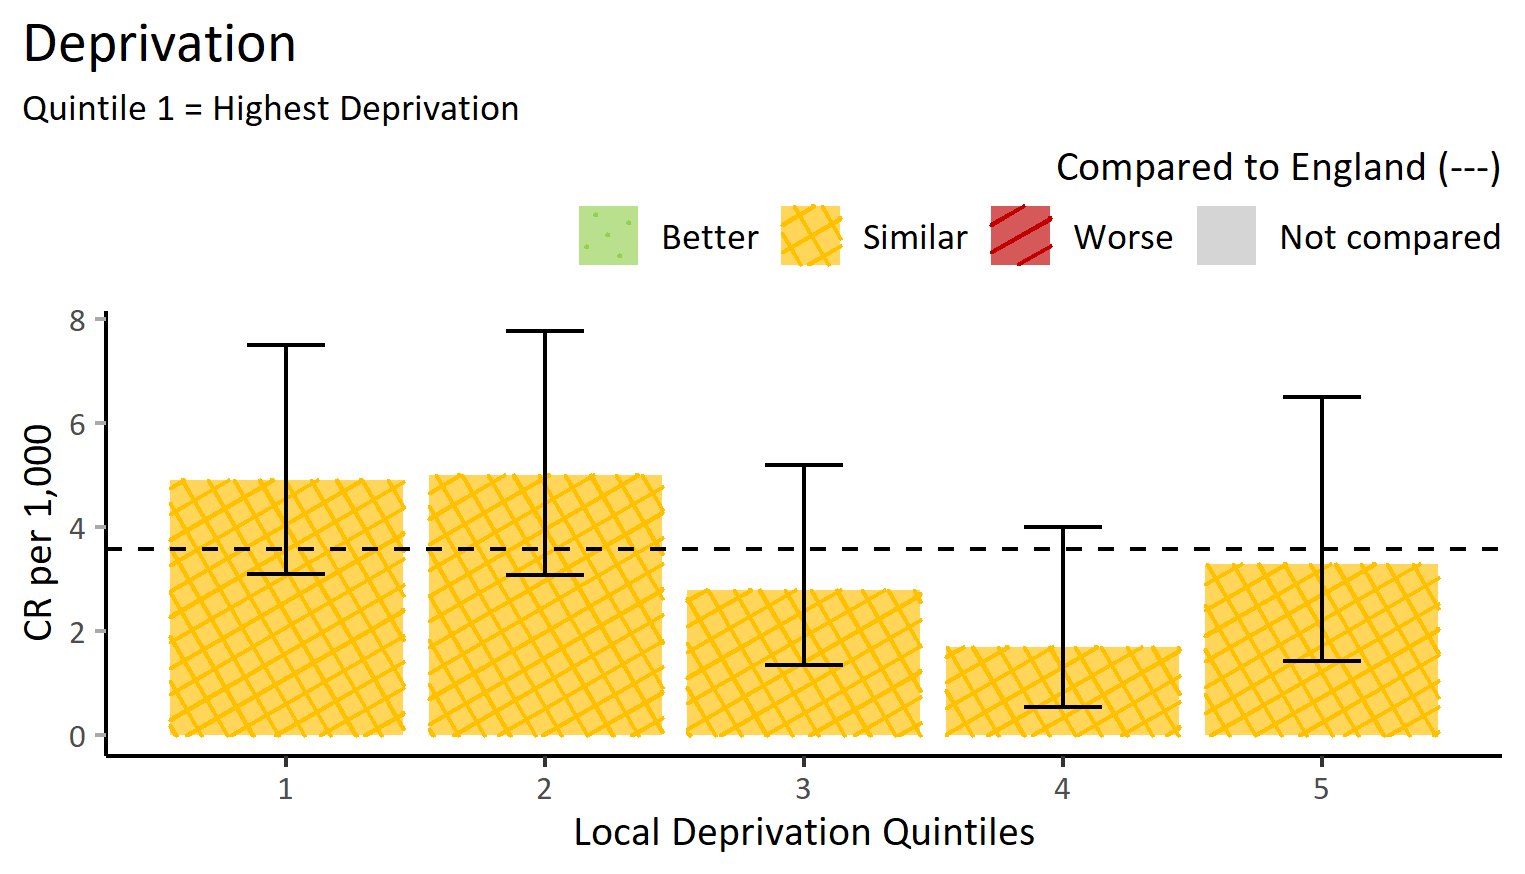 Deprivation
Quintile 1 = Highest Deprivation
Compared to England (---)
Better Similar Worse Not compared
8
6
4
2
0
CR per 1,000
1 2 3 4 5
Local Deprivation Quintiles